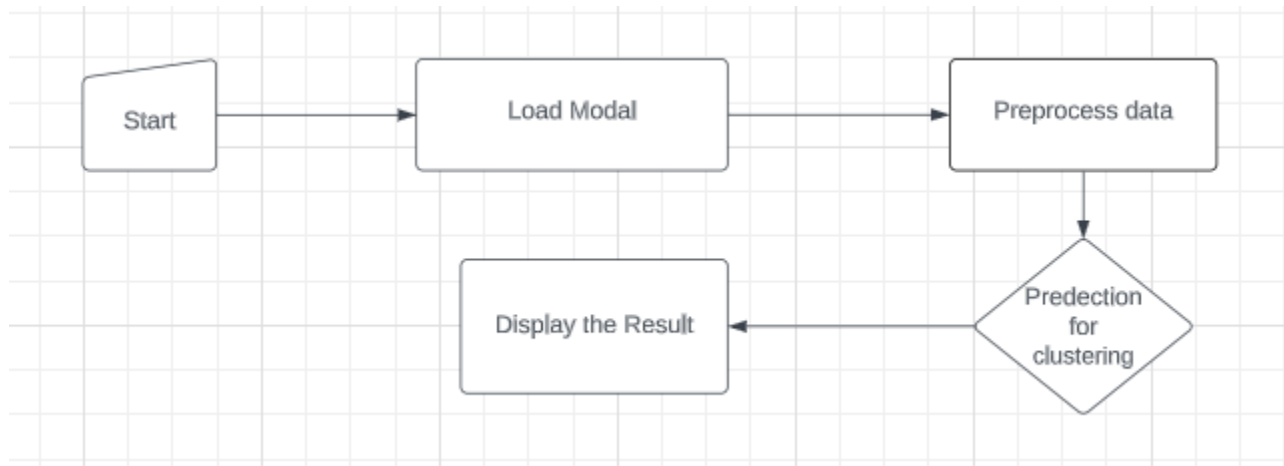 Start
Load Modal
Preprocess data
Predection
for
clustering
Display the Result